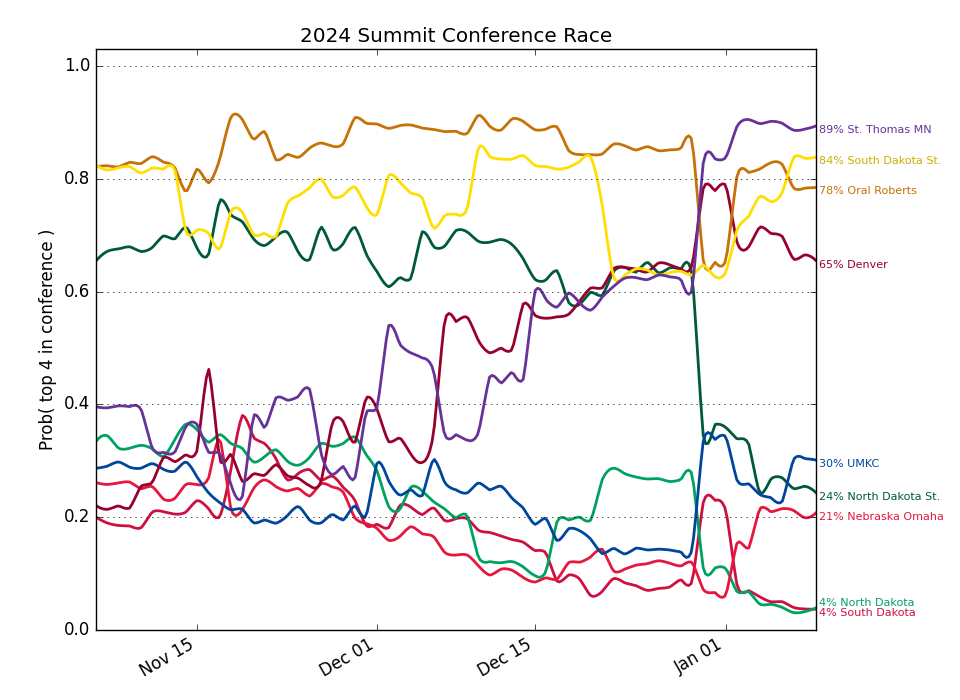 2024 Summit Conference Race
Prob( top 4 in conference )
1.0
0.8
0.6
0.4
0.2
0.0
Nov 15
Dec 01
Dec 15
Jan 01
89% St. Thomas MN
84% South Dakota St.
78% Oral Roberts
65% Denver
30% UMKC
24% North Dakota St.
21% Nebraska Omaha
4% North Dakota
4% South Dakota